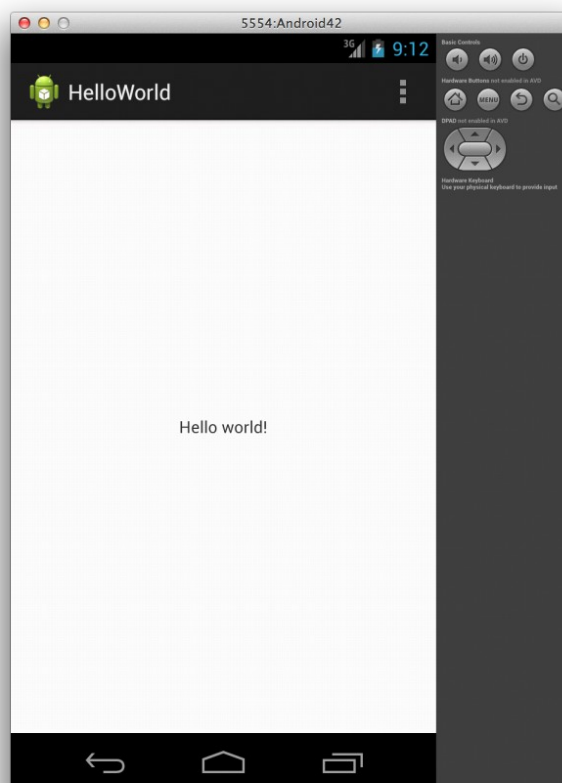 5554:Android42
3G 9:12
HelloWorld
Hello world!
Basic Controls
Hardware Buttons not enabled in AVD
MENU
DPAD not enabled in AVD
Hardware Keyboard
Use your physical keyboard to provide input